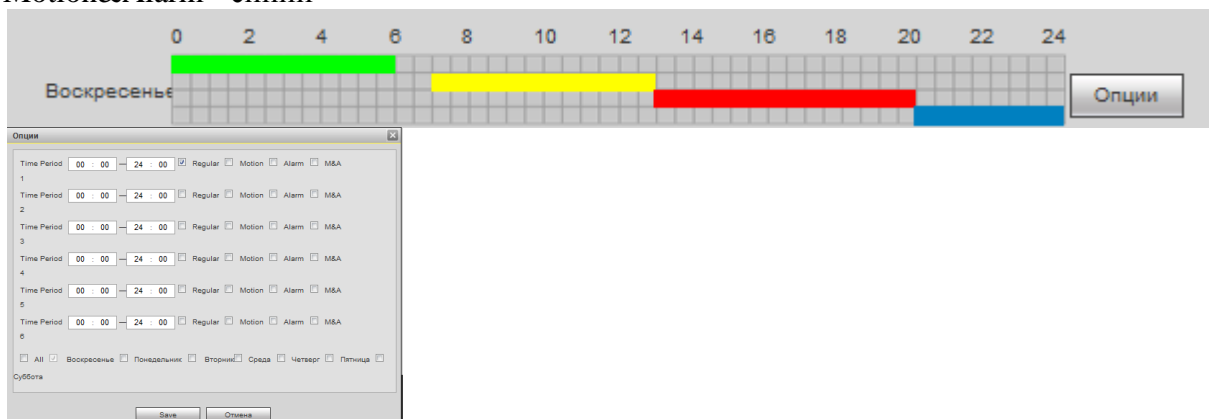 0 2 4 6 8 10 12 14 16 18 20 22 24
Воскресенье
Опции
Опции
Time Period 00 : 00 — 24 : 00 Regular Motion Alarm M&A
1
Time Period 00 : 00 — 24 : 00 Regular Motion Alarm M&A
2
Time Period 00 : 00 — 24 : 00 Regular Motion Alarm M&A
3
Time Period 00 : 00 — 24 : 00 Regular Motion Alarm M&A
4
Time Period 00 : 00 — 24 : 00 Regular Motion Alarm M&A
5
Time Period 00 : 00 — 24 : 00 Regular Motion Alarm M&A
6
All Воскресенье Понедельник Вторник Среда Четверг Пятница
Суббота
Save Отмена